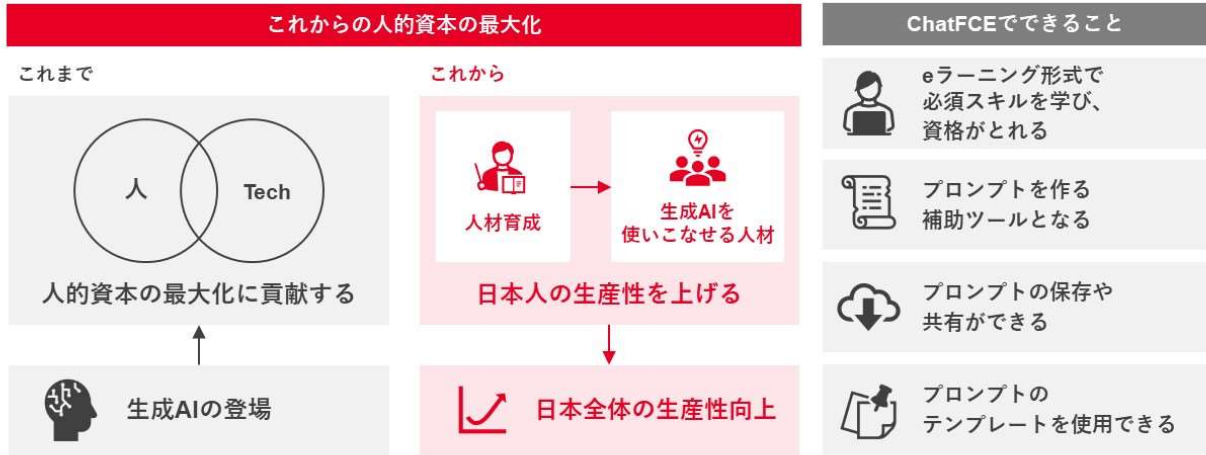 これからの人的資本の最大化
これまで
人
Tech
人的資本の最大化に貢献する
生成AIの登場
これから
人材育成
生成AIを
使いこなせる人材
日本人の生産性を上げる
日本全体の生産性向上
ChatFCEでできること
eラーニング形式で
必須スキルを学び、
資格がとれる
プロンプトを作る
補助ツールとなる
プロンプトの保存や
共有ができる
プロンプトの
テンプレートを使用できる